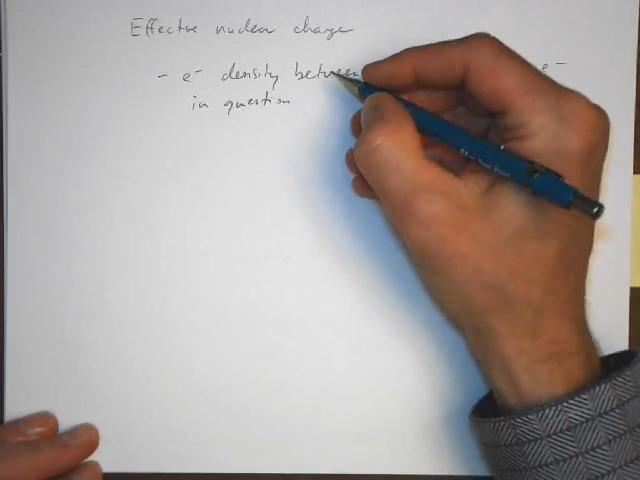 Effective nuclear charge
- e⁻ density between e⁻
in question